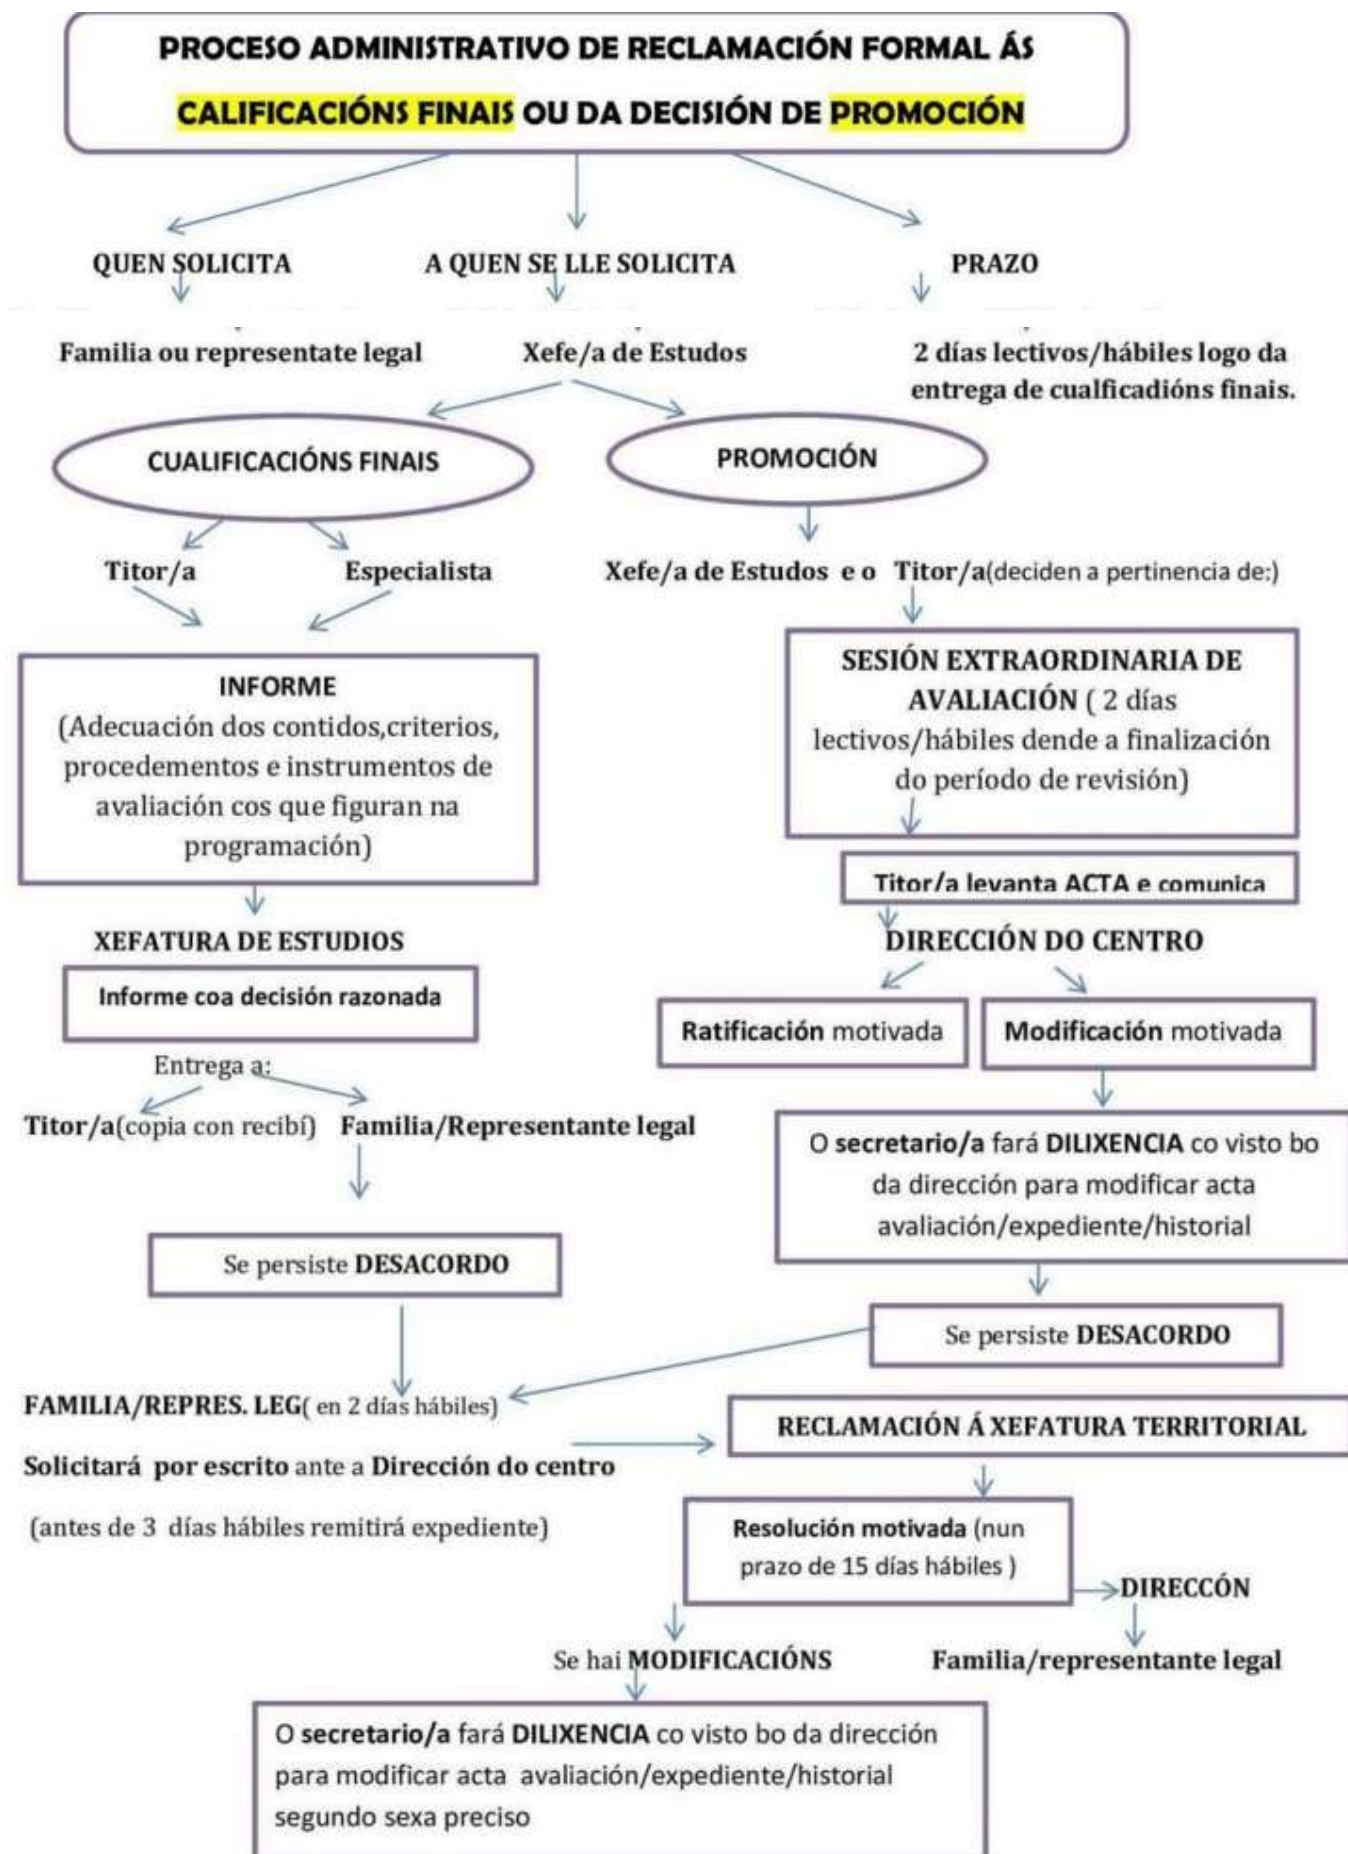 PROCESO ADMINISTRATIVO DE RECLAMACIÓN FORMAL ÁS
CALIFICACIÓNS FINAIS OU DA DECISIÓN DE PROMOCIÓN
QUEN SOLICITA
A QUEN SE LLE SOLICITA
PRAZO
Familia ou representate legal
Xefe/a de Estudos
2 días lectivos/hábiles logo da
entrega de cualficadións finais.
CUALIFICACIÓNS FINAIS
PROMOCIÓN
Titor/a
Especialista
Xefe/a de Estudos e o Titor/a(deciden a pertinencia de:)
INFORME
(Adecuación dos contidos,criterios,
procedementos e instrumentos de
avaliación cos que figuran na
programación)
SESIÓN EXTRAORDINARIA DE
AVALIACIÓN ( 2 días
lectivos/hábiles dende a finalización
do período de revisión)
Titor/a levanta ACTA e comunica
XEFATURA DE ESTUDIOS
DIRECCIÓN DO CENTRO
Informe coa decisión razonada
Ratificación motivada
Modificación motivada
Entrega a:
Titor/a(copia con recibí)
Familia/Representante legal
O secretario/a fará DILIXENCIA co visto bo
da dirección para modificar acta
avaliación/expediente/historial
Se persiste DESACORDO
Se persiste DESACORDO
FAMILIA/REPRES. LEG( en 2 días hábiles)
Solicitará por escrito ante a Dirección do centro
(antes de 3 días hábiles remitirá expediente)
RECLAMACIÓN Á XEFATURA TERRITORIAL
Resolución motivada (nun
prazo de 15 días hábiles )
DIRECCÓN
Se hai MODIFICACIÓNS
Familia/representante legal
O secretario/a fará DILIXENCIA co visto bo da dirección
para modificar acta avaliación/expediente/historial
segundo sexa preciso